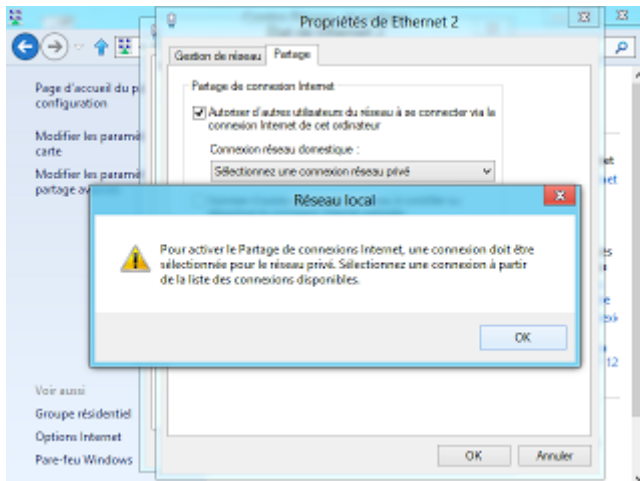 Propriétés de Ethernet 2
Gestion de réseau
Partage
Partage de connexion Internet
Autoriser d'autres utilisateurs du réseau à se connecter via la
connexion Internet de cet ordinateur
Connexion réseau domestique :
Sélectionnez une connexion réseau privé
Page d'accueil du p
configuration
Modifier les paramè
carte
Modifier les paramè
partage av
Réseau local
Pour activer le Partage de connexions Internet, une connexion doit être
sélectionnée pour le réseau privé. Sélectionnez une connexion à partir
de la liste des connexions disponibles.
OK
12
Voir aussi
Groupe résidentiel
Options Internet
Pare-feu Windows
OK
Annuler